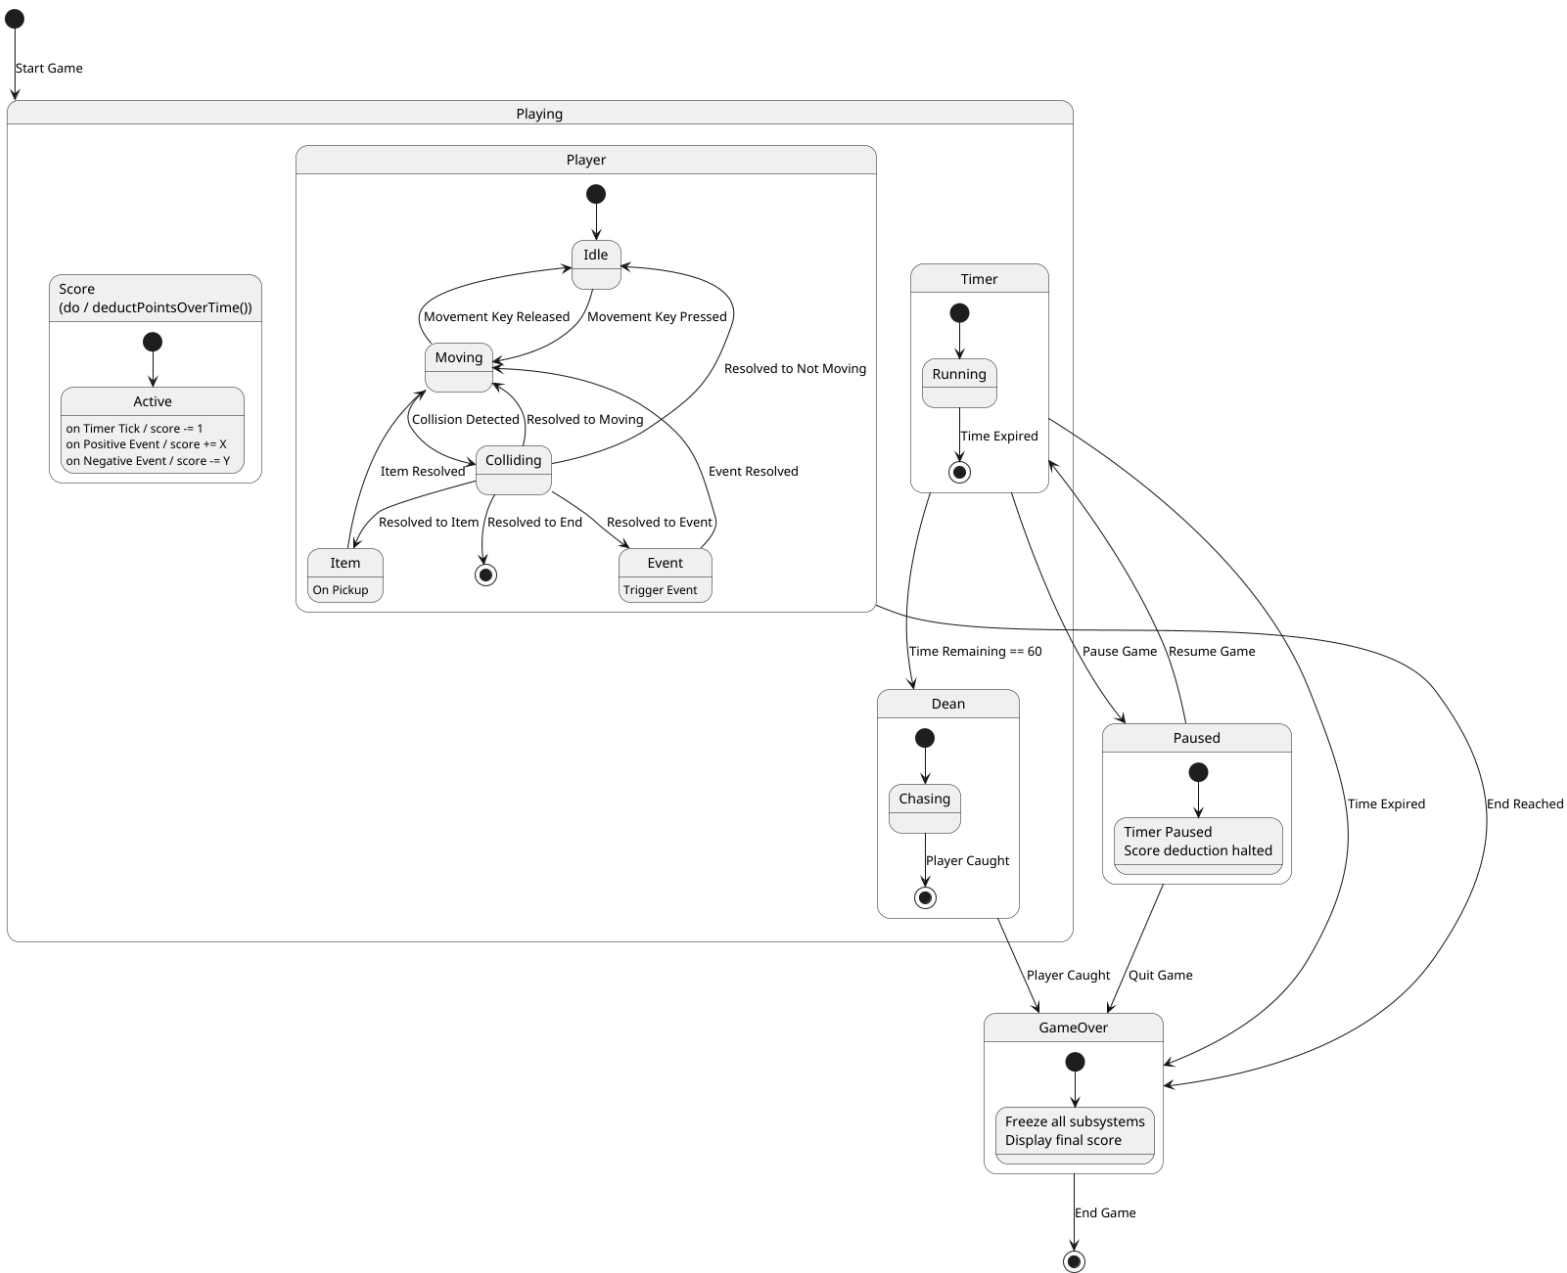 Start Game
Playing
Player
Idle
Movement Key Released
Movement Key Pressed
Moving
Resolved to Not Moving
Collision Detected
Resolved to Moving
Colliding
Item Resolved
Event Resolved
Resolved to Item
Resolved to End
Resolved to Event
Item
On Pickup
Event
Trigger Event
Score
(do / deductPointsOverTime())
Active
on Timer Tick / score -= 1
on Positive Event / score += X
on Negative Event / score -= Y
Timer
Running
Time Expired
Time Remaining == 60
Pause Game
Resume Game
Dean
Chasing
Player Caught
Paused
Timer Paused
Score deduction halted
Time Expired
End Reached
Player Caught
Quit Game
GameOver
Freeze all subsystems
Display final score
End Game